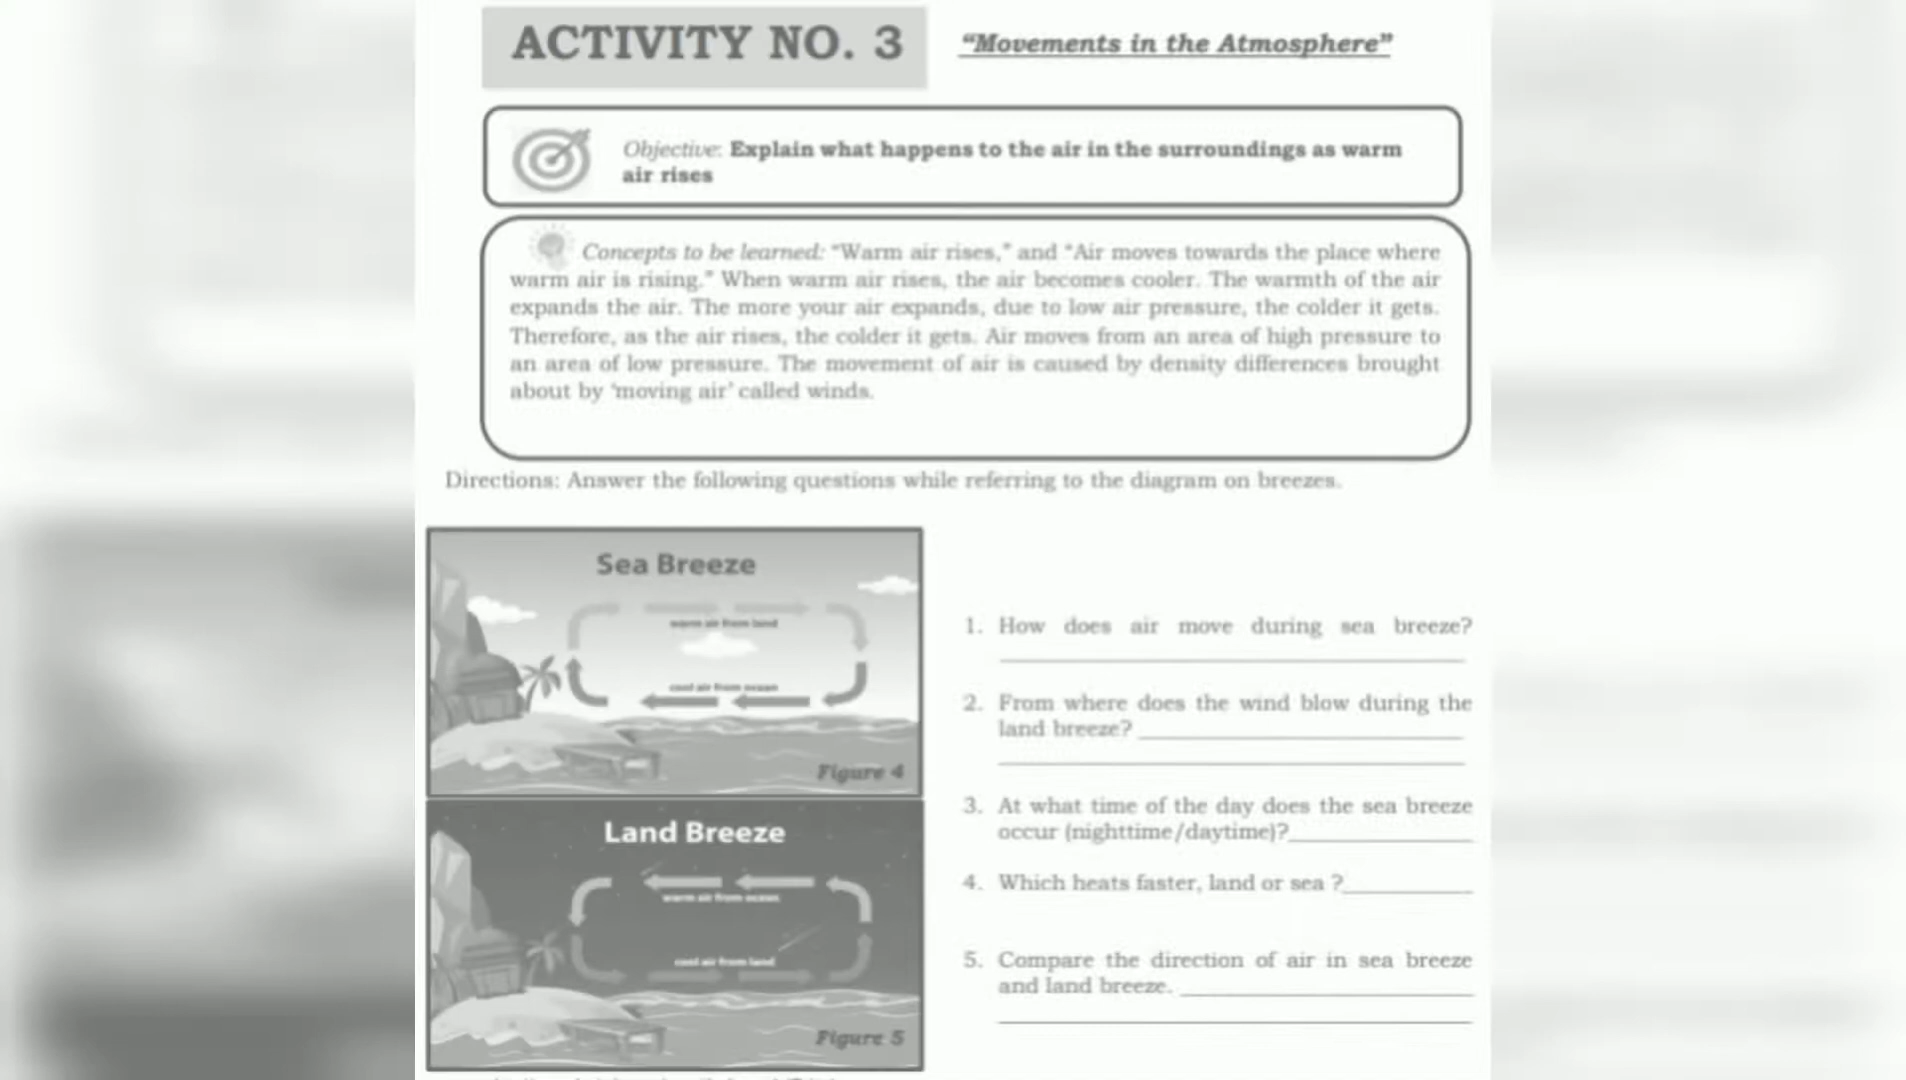 ACTIVITY NO. 3
“Movements in the Atmosphere”
Objective: Explain what happens to the air in the surroundings as warm
air rises
Concepts to be learned: “Warm air rises,” and “Air moves towards the place where
warm air is rising.” When warm air rises, the air becomes cooler. The warmth of the air
expands the air. The more your air expands, due to low air pressure, the colder it gets.
Therefore, as the air rises, the colder it gets. Air moves from an area of high pressure to
an area of low pressure. The movement of air is caused by density differences brought
about by ‘moving air’ called winds.
Directions: Answer the following questions while referring to the diagram on breezes.
Sea Breeze
warm air from land
cool air from ocean
Figure 4
Land Breeze
warm air from ocean
cool air from land
Figure 5
1. How does air move during sea breeze?
2. From where does the wind blow during the
land breeze?
3. At what time of the day does the sea breeze
occur (nighttime/daytime)?
4. Which heats faster, land or sea ?
5. Compare the direction of air in sea breeze
and land breeze.